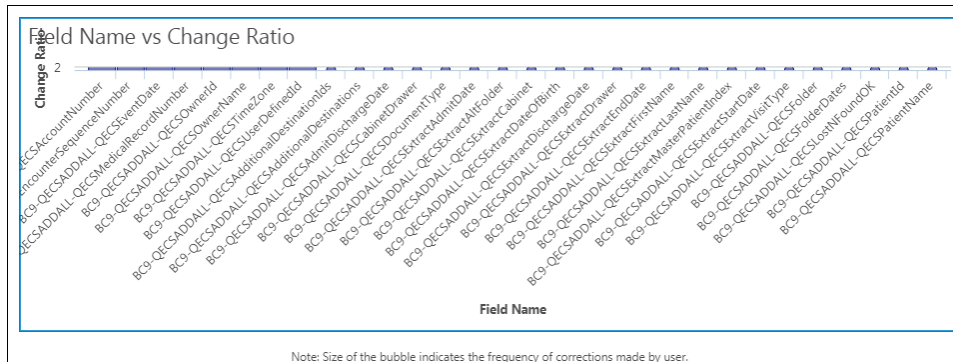 Field Name vs Change Ratio
Change Ratio
2
QECSAccountNumber
EncounterSequenceNumber
BC9-QECSADDALL-QECSEventDate
QECSADDALL-QECSMedicalRecordNumber
BC9-QECSADDALL-QECSOwnerId
BC9-QECSADDALL-QECSOwnerName
BC9-QECSADDALL-QECSTimeZone
BC9-QECSADDALL-QECSUserDefinedId
QECSADDALL-QECSAdditionalDestinationIds
BC9-QECSADDALL-QECSAdditionalDestinations
BC9-QECSADDALL-QECSAdmitDischargeDate
BC9-QECSADDALL-QECSCabinetDrawer
BC9-QECSADDALL-QECSDocumentType
BC9-QECSADDALL-QECSExtractAdmitDate
BC9-QECSADDALL-QECSExtractAltFolder
BC9-QECSADDALL-QECSExtractCabinet
BC9-QECSADDALL-QECSExtractDateOfBirth
BC9-QECSADDALL-QECSExtractDischargeDate
BC9-QECSADDALL-QECSExtractDrawer
BC9-QECSADDALL-QECSExtractEndDate
BC9-QECSADDALL-QECSExtractFirstName
BC9-QECSADDALL-QECSExtractLastName
BC9-QECSADDALL-QECSExtractMasterPatientIndex
BC9-QECSADDALL-QECSExtractStartDate
BC9-QECSADDALL-QECSExtractVisitType
BC9-QECSADDALL-QECSFolder
BC9-QECSADDALL-QECSFolderDates
BC9-QECSADDALL-QECSLostNFoundOK
BC9-QECSADDALL-QECSPatientId
BC9-QECSADDALL-QECSPatientName
Field Name
Note: Size of the bubble indicates the frequency of corrections made by user.